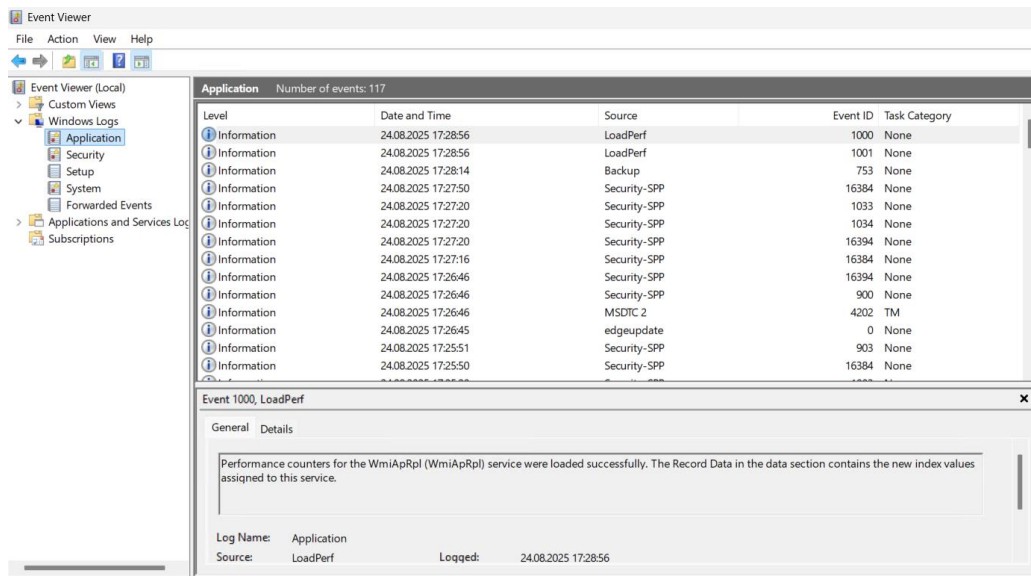 Event Viewer
File Action View Help
Event Viewer (Local)
Custom Views
Windows Logs
Application
Security
Setup
System
Forwarded Events
Applications and Services Log
Subscriptions
Application Number of events: 117
Level Date and Time Source Event ID Task Category
Information 24.08.2025 17:28:56 LoadPerf 1000 None
Information 24.08.2025 17:28:56 LoadPerf 1001 None
Information 24.08.2025 17:28:14 Backup 753 None
Information 24.08.2025 17:27:50 Security-SPP 16384 None
Information 24.08.2025 17:27:20 Security-SPP 1033 None
Information 24.08.2025 17:27:20 Security-SPP 1034 None
Information 24.08.2025 17:27:20 Security-SPP 16394 None
Information 24.08.2025 17:27:16 Security-SPP 16384 None
Information 24.08.2025 17:26:46 Security-SPP 16394 None
Information 24.08.2025 17:26:46 Security-SPP 900 None
Information 24.08.2025 17:26:46 MSDTC 2 4202 TM
Information 24.08.2025 17:26:45 edgeupdate 0 None
Information 24.08.2025 17:25:51 Security-SPP 903 None
Information 24.08.2025 17:25:50 Security-SPP 16384 None
Event 1000, LoadPerf
General Details
Performance counters for the WmiApRpl (WmiApRpl) service were loaded successfully. The Record Data in the data section contains the new index values
assigned to this service.
Log Name: Application
Source: LoadPerf Logged: 24.08.2025 17:28:56